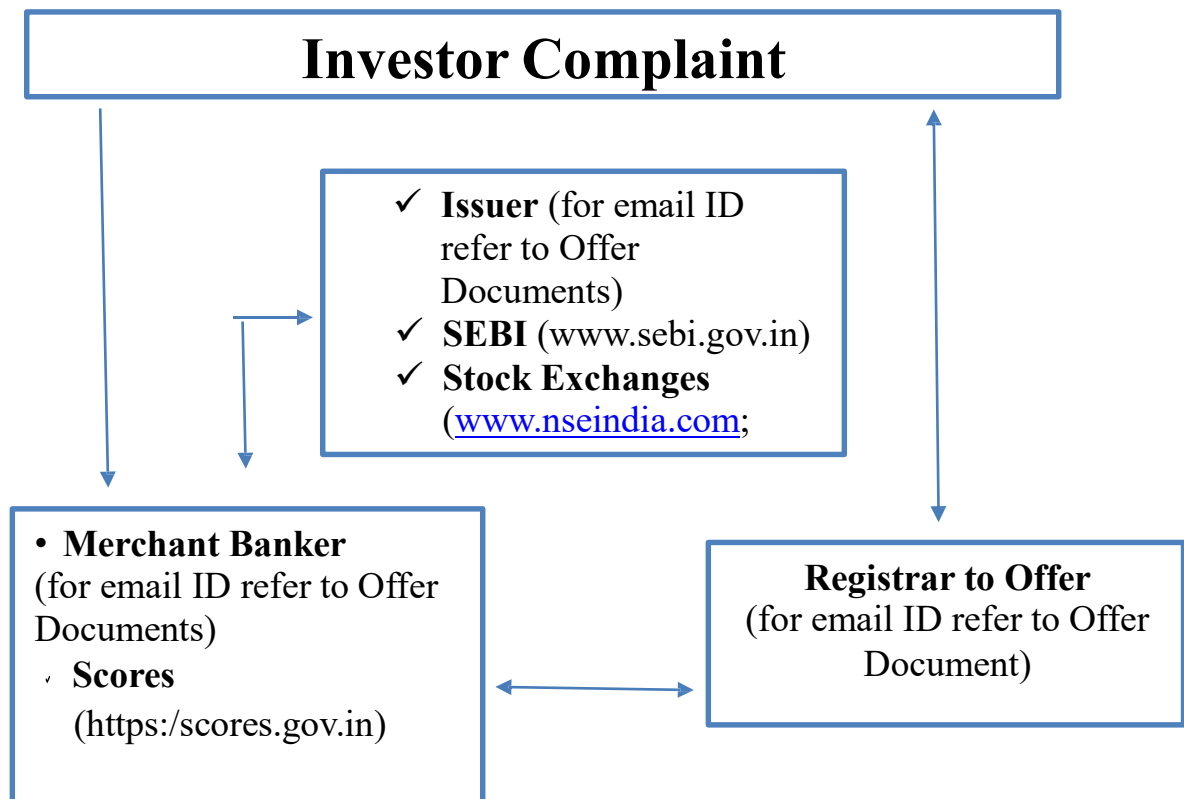 Investor Complaint
✓ Issuer (for email ID
refer to Offer
Documents)
✓ SEBI (www.sebi.gov.in)
✓ Stock Exchanges
(www.nseindia.com;
• Merchant Banker
(for email ID refer to Offer
Documents)
✓ Scores
(https:/scores.gov.in)
Registrar to Offer
(for email ID refer to Offer
Document)